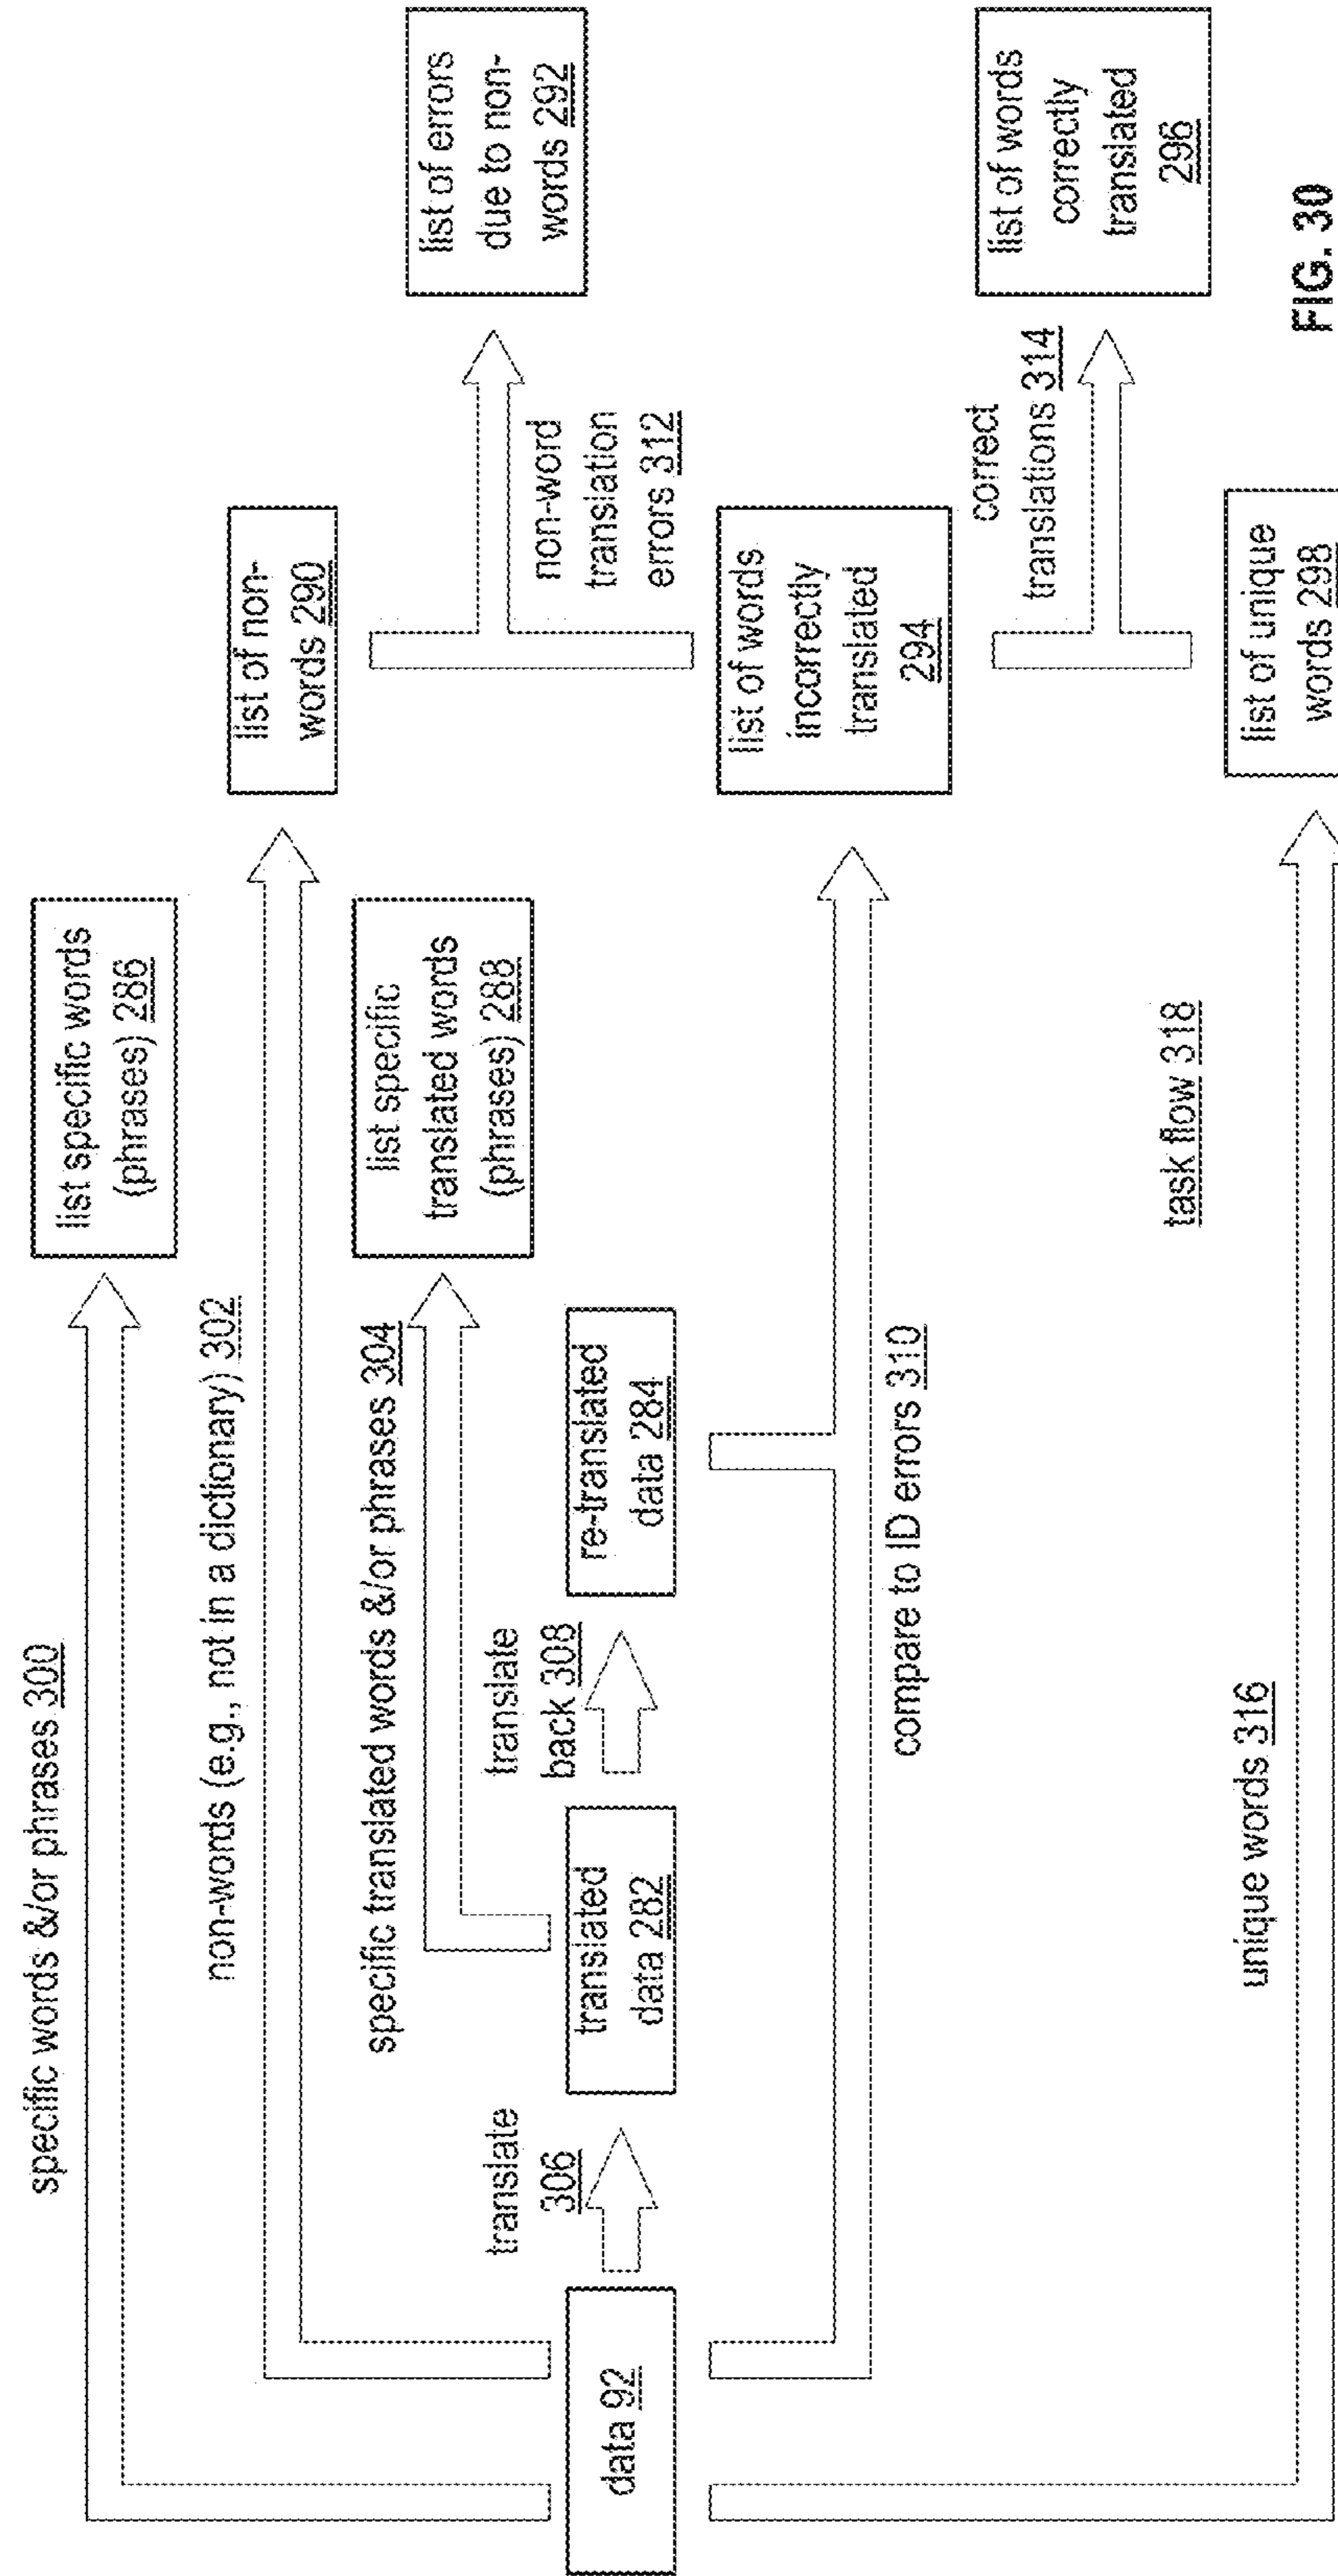 specific words &/or phrases 300
list specific words
(phrases) 286
non-words (e.g., not in a dictionary) 302
list of non-
words 290
specific translated words &/or phrases 304
list specific
translated words
(phrases) 288
list of errors
due to non-
words 292
non-word
translation
errors 312
translate
306
translate
back 308
data 92
translated
data 282
re-translated
data 284
list of words
incorrectly
translated
294
compare to ID errors 310
correct
translations 314
list of words
correctly
translated
296
task flow 318
unique words 316
list of unique
words 298
FIG. 30